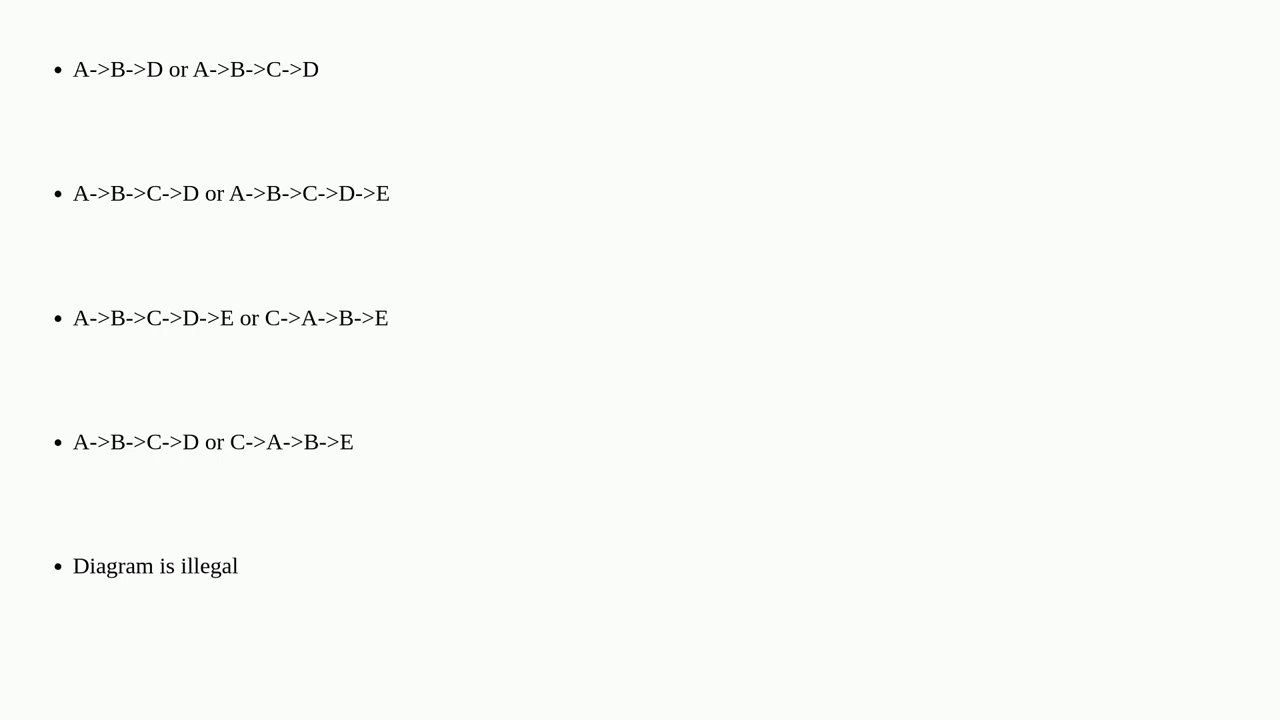 • A->B->D or A->B->C->D
• A->B->C->D or A->B->C->D->E
• A->B->C->D->E or C->A->B->E
• A->B->C->D or C->A->B->E
• Diagram is illegal